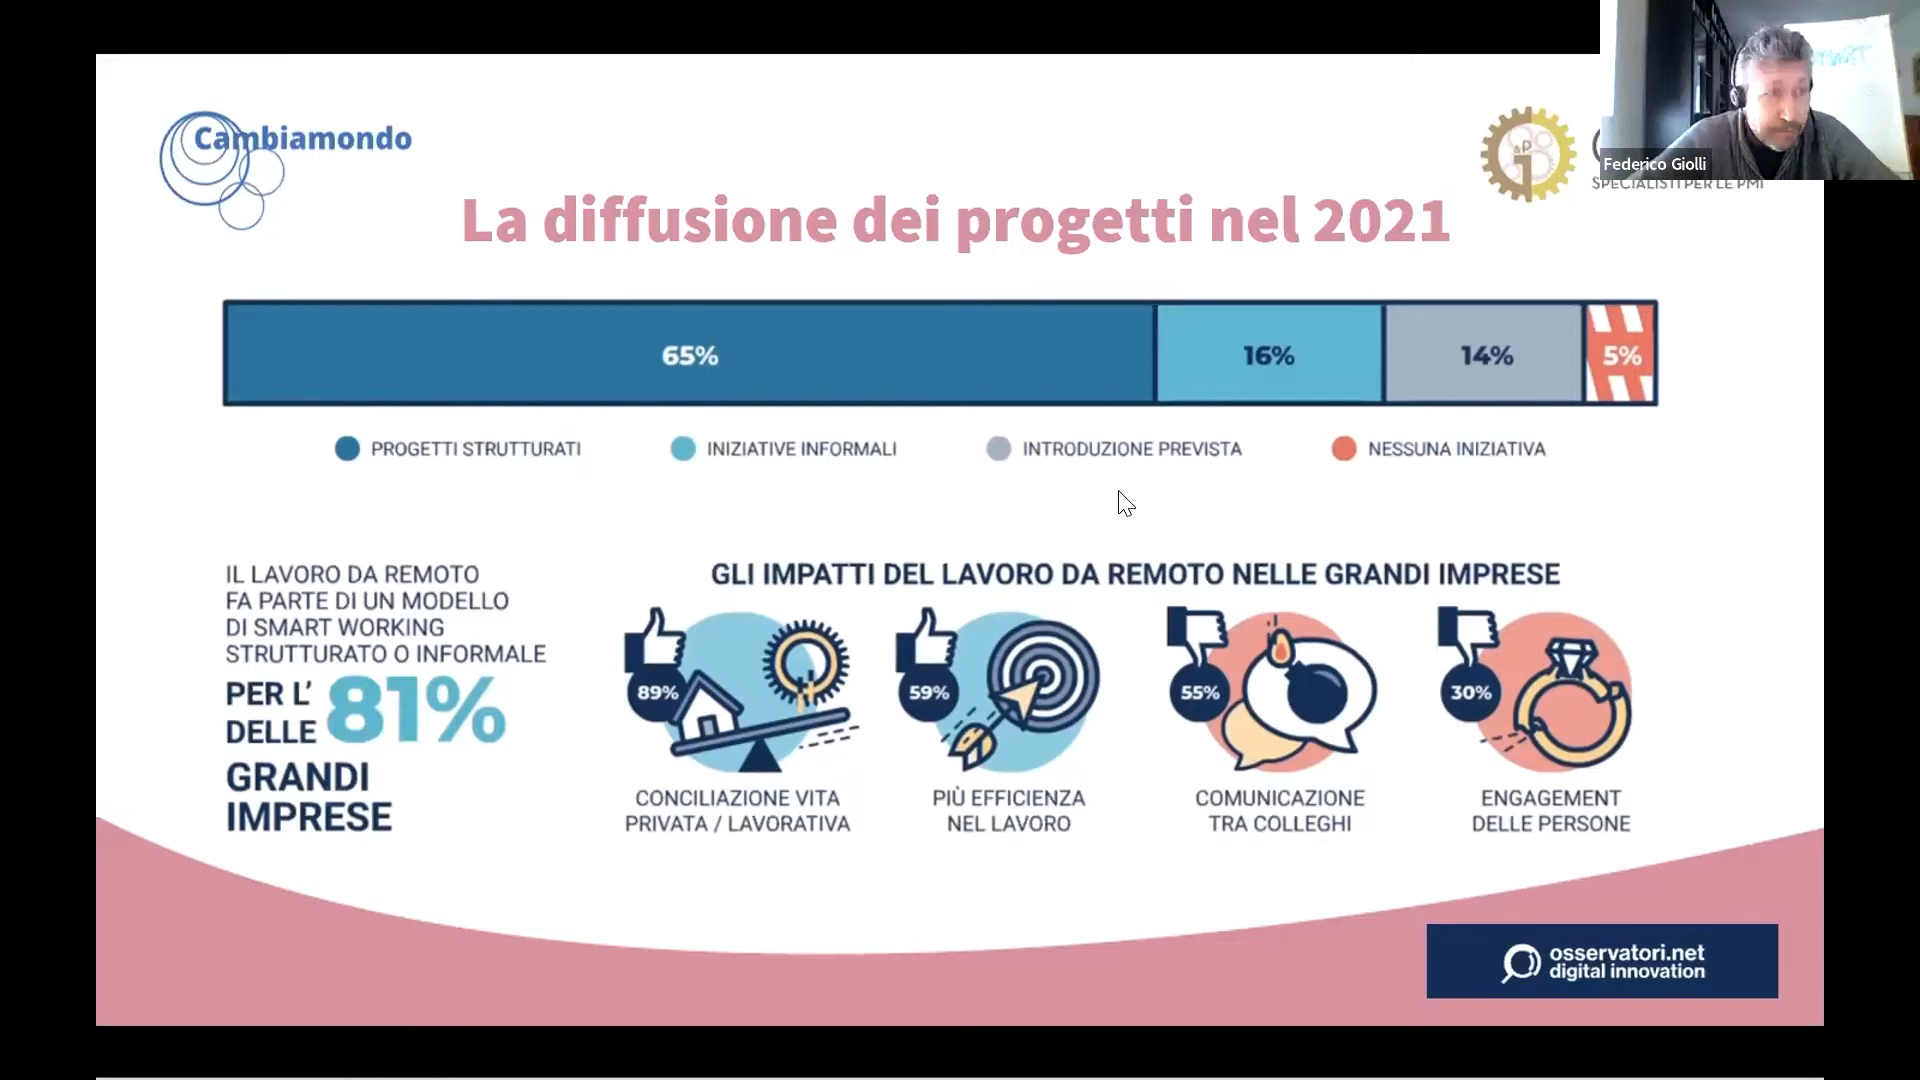 Cambiamondo
&P
Federico Giolli
SPECIALISTI PER LE PMI
La diffusione dei progetti nel 2021
65%
16%
14%
5%
PROGETTI STRUTTURATI
INIZIATIVE INFORMALI
INTRODUZIONE PREVISTA
NESSUNA INIZIATIVA
IL LAVORO DA REMOTO
FA PARTE DI UN MODELLO
DI SMART WORKING
STRUTTURATO O INFORMALE
PER L'
DELLE 81%
GRANDI
IMPRESE
GLI IMPATTI DEL LAVORO DA REMOTO NELLE GRANDI IMPRESE
89%
CONCILIAZIONE VITA
PRIVATA / LAVORATIVA
59%
PIÙ EFFICIENZA
NEL LAVORO
55%
COMUNICAZIONE
TRA COLLEGHI
30%
ENGAGEMENT
DELLE PERSONE
osservatori.net
digital innovation